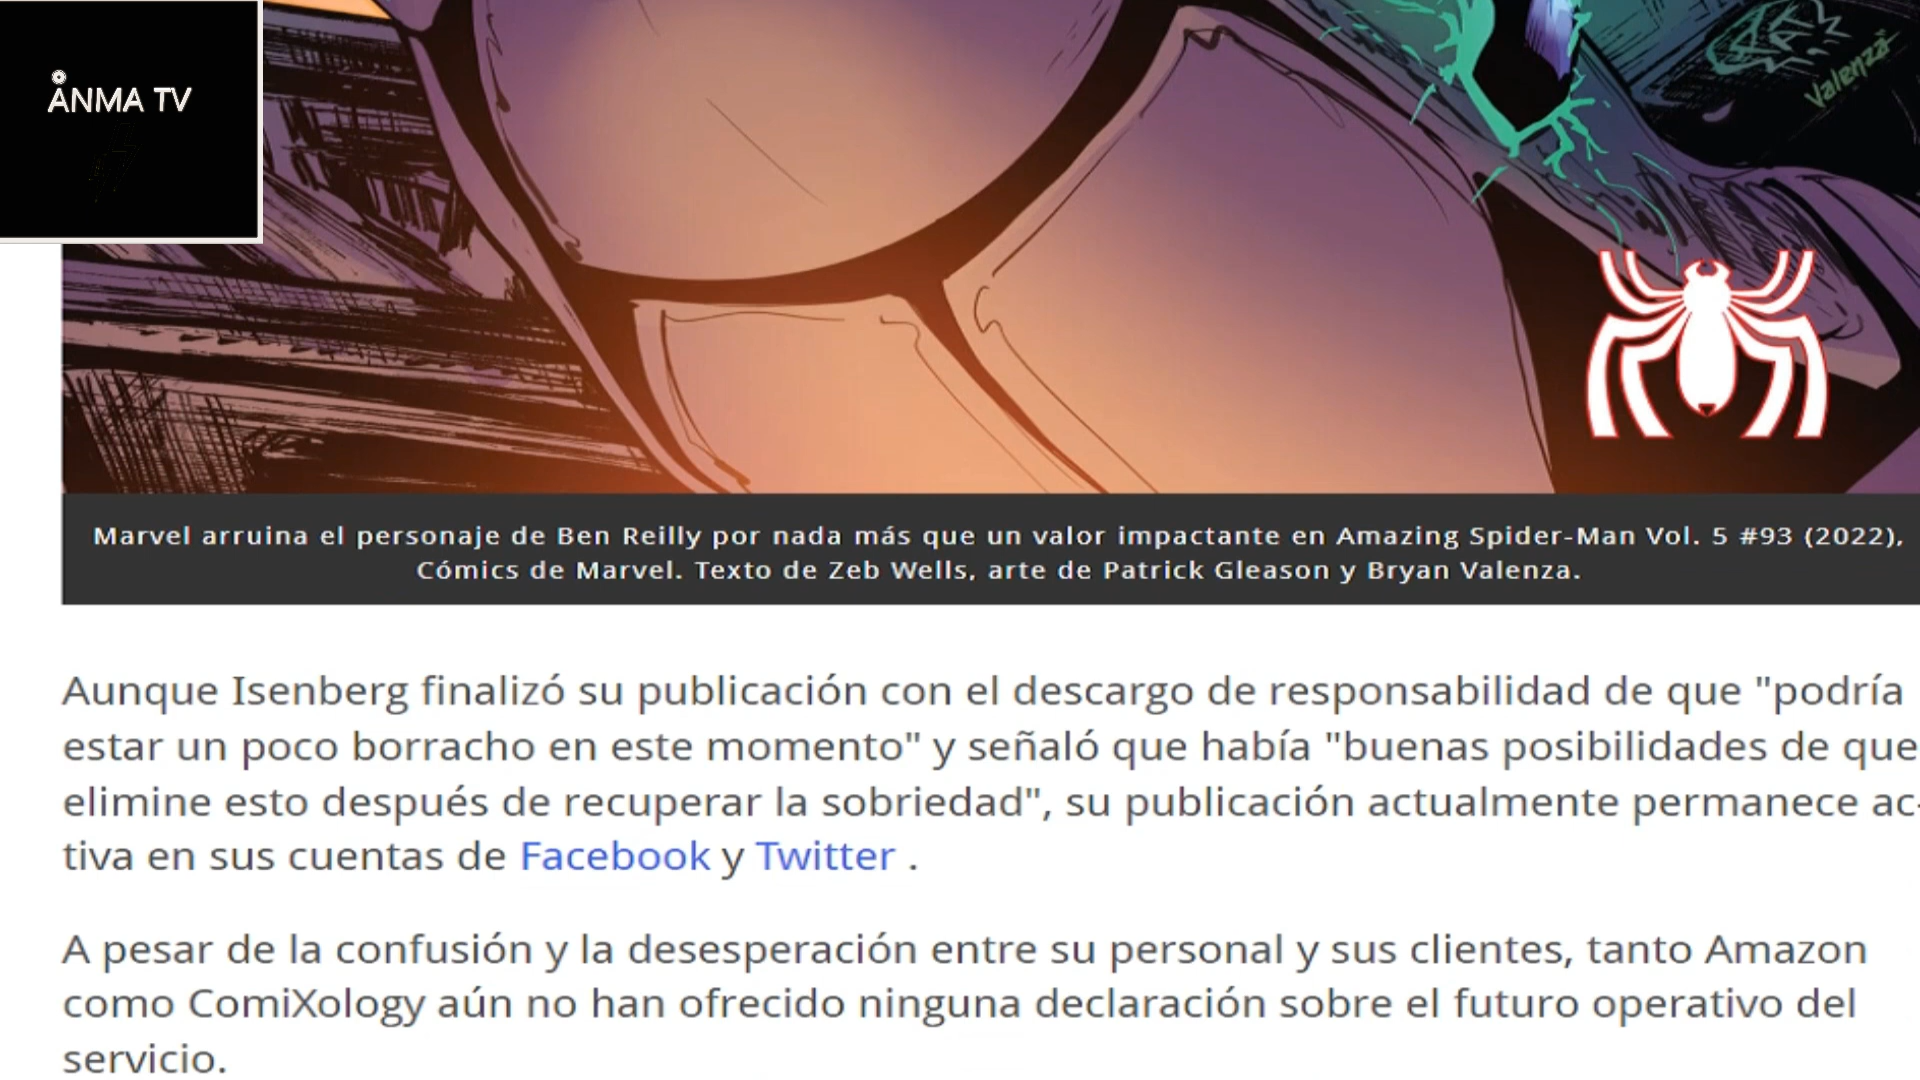 ÅNMA TV
Valenza
Marvel arruina el personaje de Ben Reilly por nada más que un valor impactante en Amazing Spider-Man Vol. 5 #93 (2022),
Cómics de Marvel. Texto de Zeb Wells, arte de Patrick Gleason y Bryan Valenza.
Aunque Isenberg finalizó su publicación con el descargo de responsabilidad de que "podría
estar un poco borracho en este momento" y señaló que había "buenas posibilidades de que
elimine esto después de recuperar la sobriedad", su publicación actualmente permanece ac-
tiva en sus cuentas de Facebook y Twitter .
A pesar de la confusión y la desesperación entre su personal y sus clientes, tanto Amazon
como ComiXology aún no han ofrecido ninguna declaración sobre el futuro operativo del
servicio.